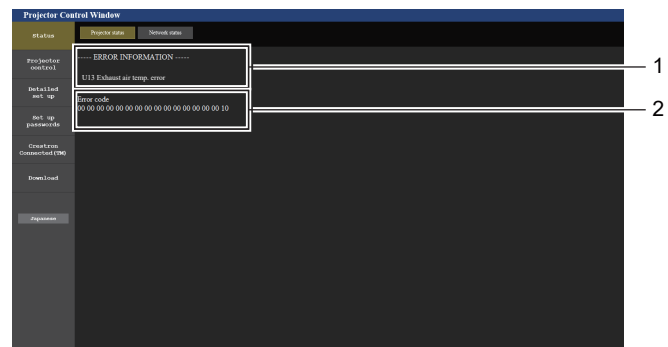 Projector Control Window
Status
Projector status
Network status
Projector
control
Detailed
set up
Set up
passwords
Crestron
Connected(TM)
Download
Japanese
----- ERROR INFORMATION -----
U13 Exhaust air temp. error
Error code
00 00 00 00 00 00 00 00 00 00 00 00 00 00 00 10
1
2